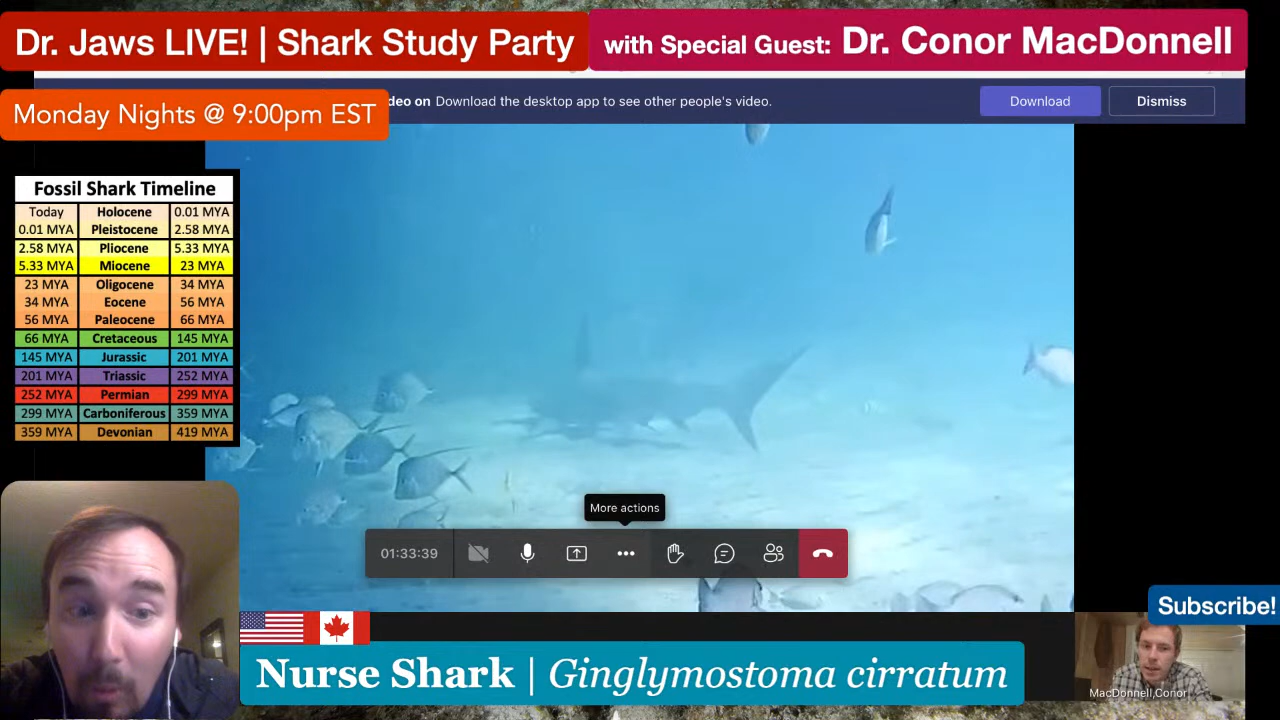 Dr. Jaws LIVE! | Shark Study Party
with Special Guest: Dr. Conor MacDonnell
Monday Nights @ 9:00pm EST
deo on Download the desktop app to see other people's video.
Download
Dismiss
Fossil Shark Timeline
Today Holocene 0.01 MYA
0.01 MYA Pleistocene 2.58 MYA
2.58 MYA Pliocene 5.33 MYA
5.33 MYA Miocene 23 MYA
23 MYA Oligocene 34 MYA
34 MYA Eocene 56 MYA
56 MYA Paleocene 66 MYA
66 MYA Cretaceous 145 MYA
145 MYA Jurassic 201 MYA
201 MYA Triassic 252 MYA
252 MYA Permian 299 MYA
299 MYA Carboniferous 359 MYA
359 MYA Devonian 419 MYA
More actions
01:33:39
Subscribe!
Nurse Shark | Ginglymostoma cirratum
MacDonnell,Conor